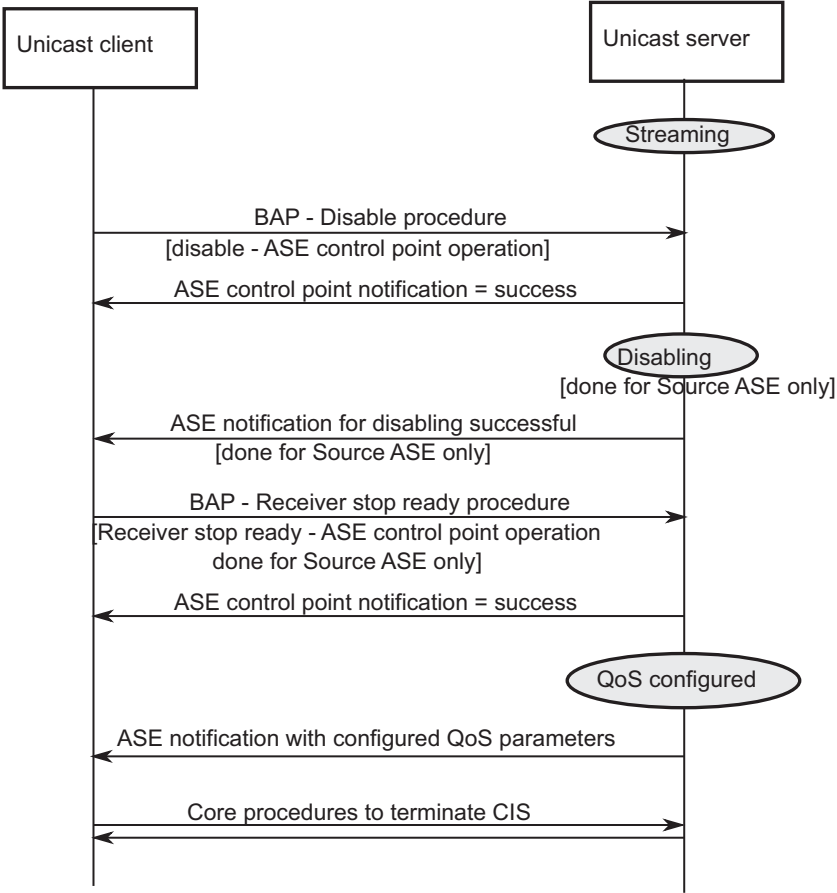 Unicast client
Unicast server
Streaming
BAP - Disable procedure
[disable - ASE control point operation]
ASE control point notification = success
Disabling
[done for Source ASE only]
ASE notification for disabling successful
[done for Source ASE only]
BAP - Receiver stop ready procedure
[Receiver stop ready - ASE control point operation
done for Source ASE only]
ASE control point notification = success
QoS configured
ASE notification with configured QoS parameters
Core procedures to terminate CIS